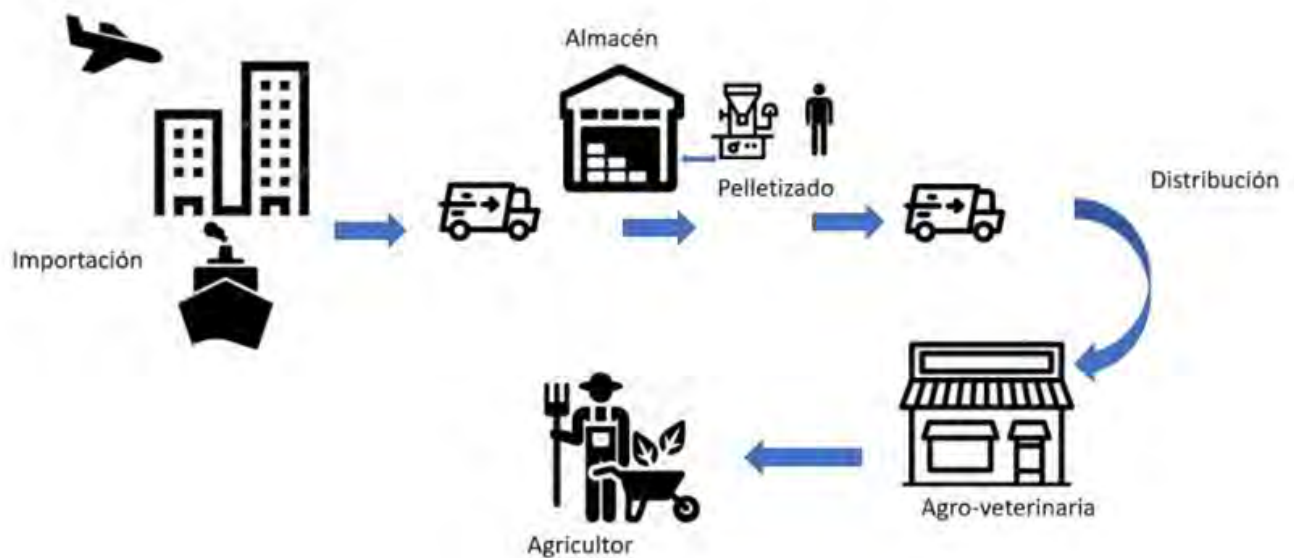 Almacén
Pelletizado
Distribución
Importación
Agro-veterinaria
Agricultor